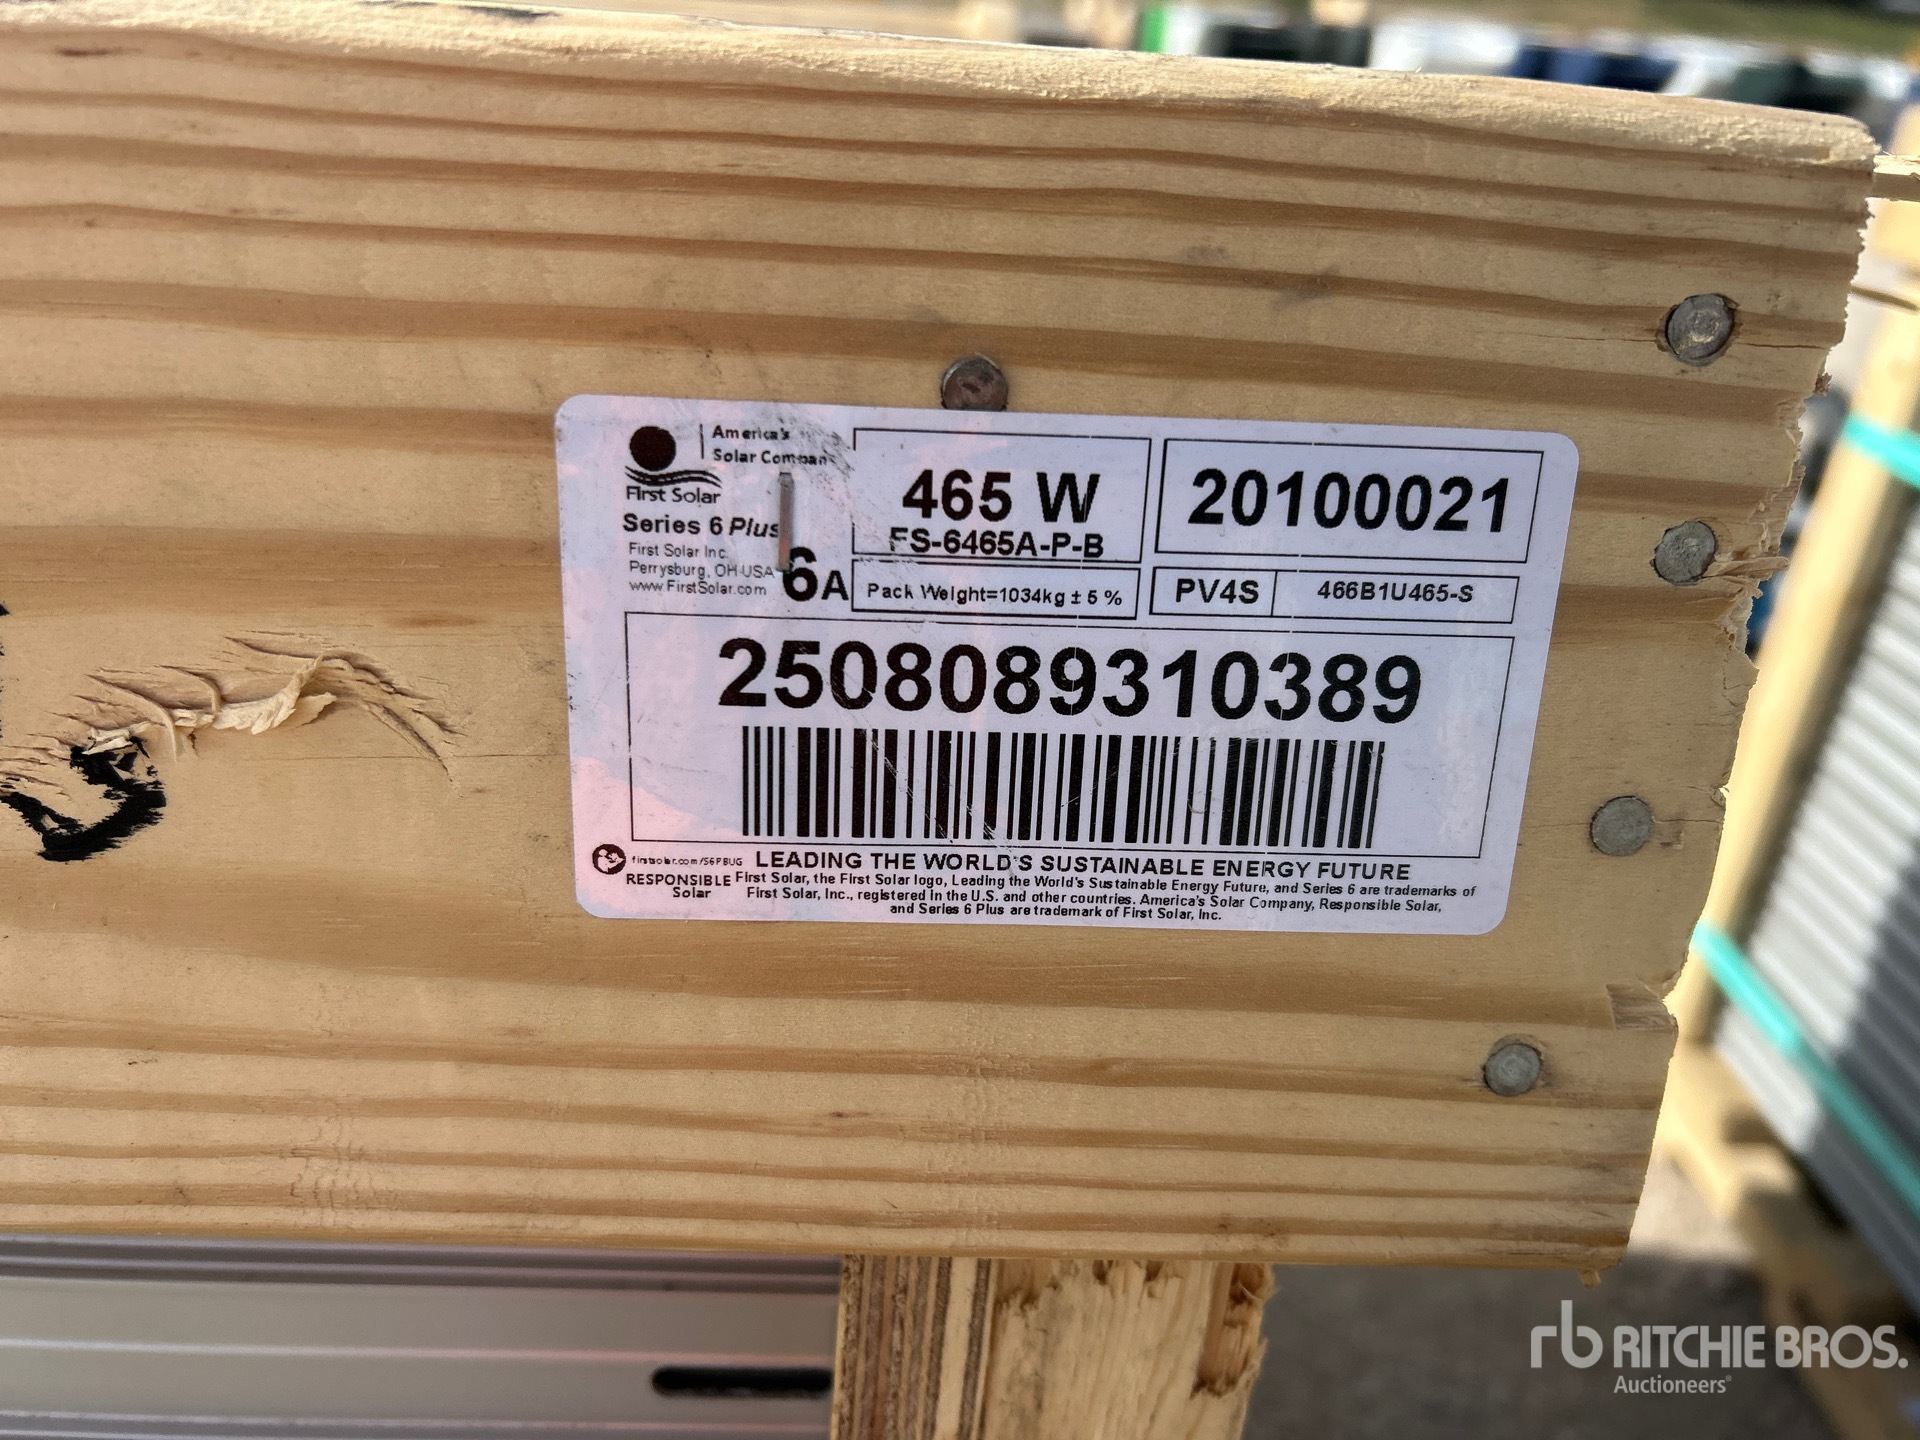 America's
Solar Company
First Solar
Series 6 Plus
First Solar Inc.
Perrysburg, OH USA
www.FirstSolar.com
6A
465 W
FS-6465A-P-B
Pack Weight=1034kg ± 5 %
20100021
PV4S
466B1U465-S
2508089310389
firstsolar.com/S6PBUG
RESPONSIBLE
Solar
LEADING THE WORLD'S SUSTAINABLE ENERGY FUTURE
First Solar, the First Solar logo, Leading the World's Sustainable Energy Future, and Series 6 are trademarks of
First Solar, Inc., registered in the U.S. and other countries. America's Solar Company, Responsible Solar,
and Series 6 Plus are trademark of First Solar, Inc.
rb RITCHIE BROS.
Auctioneers